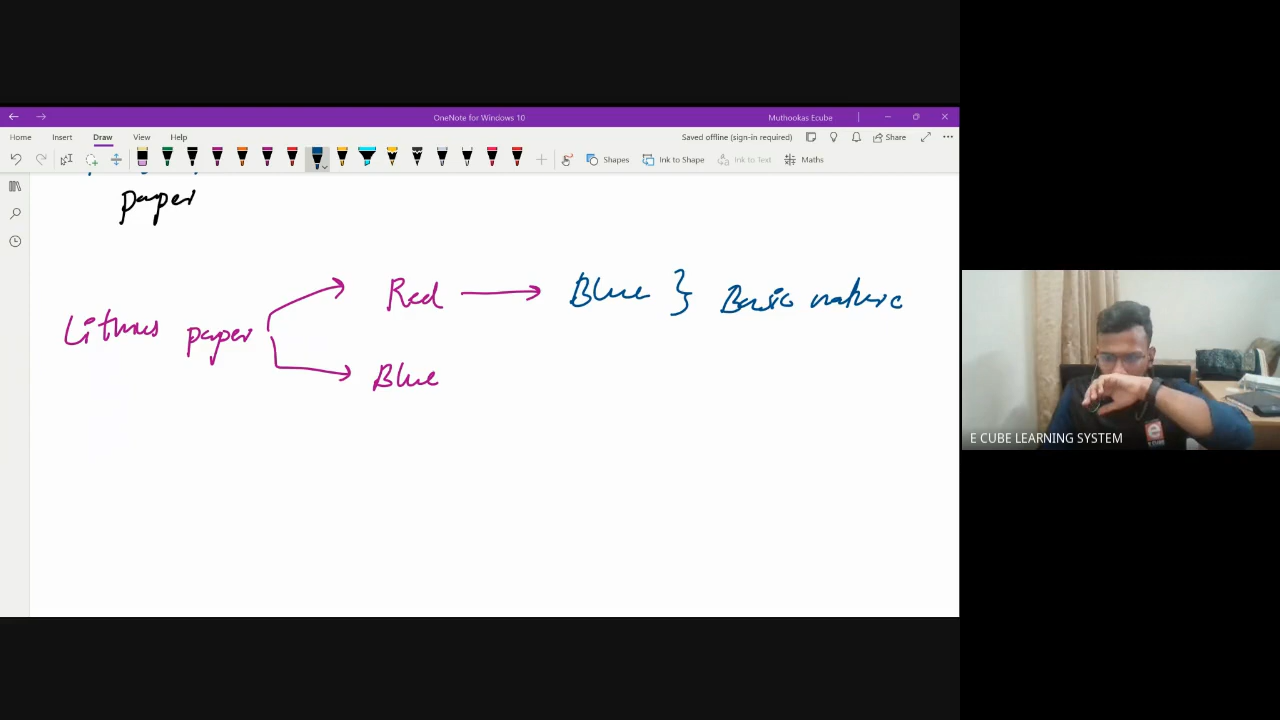 OneNote for Windows 10
Muthookas Ecube
Home Insert Draw View Help
Saved offline (sign-in required)
Share
Shapes
Ink to Shape
Ink to Text
Maths
paper
Red → Blue } Basic nature
Litmus paper
Blue
E CUBE LEARNING SYSTEM